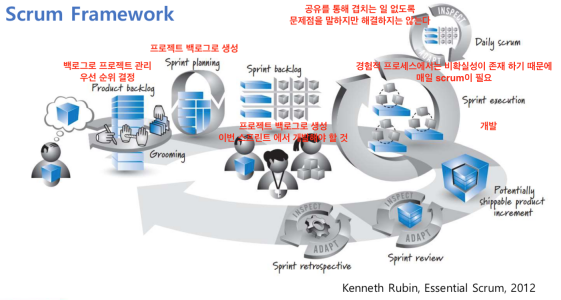 Scrum Framework
공유를 통해 겹치는 일 없도록
문제점을 말하지만 해결하지는 않는다
INSPECT
Daily scrum
프로젝트 백로그 생성
Sprint planning
백로그로 프로젝트 관리
우선 순위 결정
Product backlog
Sprint backlog
경험적 프로세스에서는 비확실성이 존재 하기 때문에
매일 scrum이 필요
Sprint execution
프로젝트 백로그 생성
이번 스프린트 에서 개발해야 할 것
개발
Grooming
Potentially
shippable product
increment
INSPECT
ADAPT
Sprint retrospective
INSPECT
ADAPT
Sprint review
Kenneth Rubin, Essential Scrum, 2012